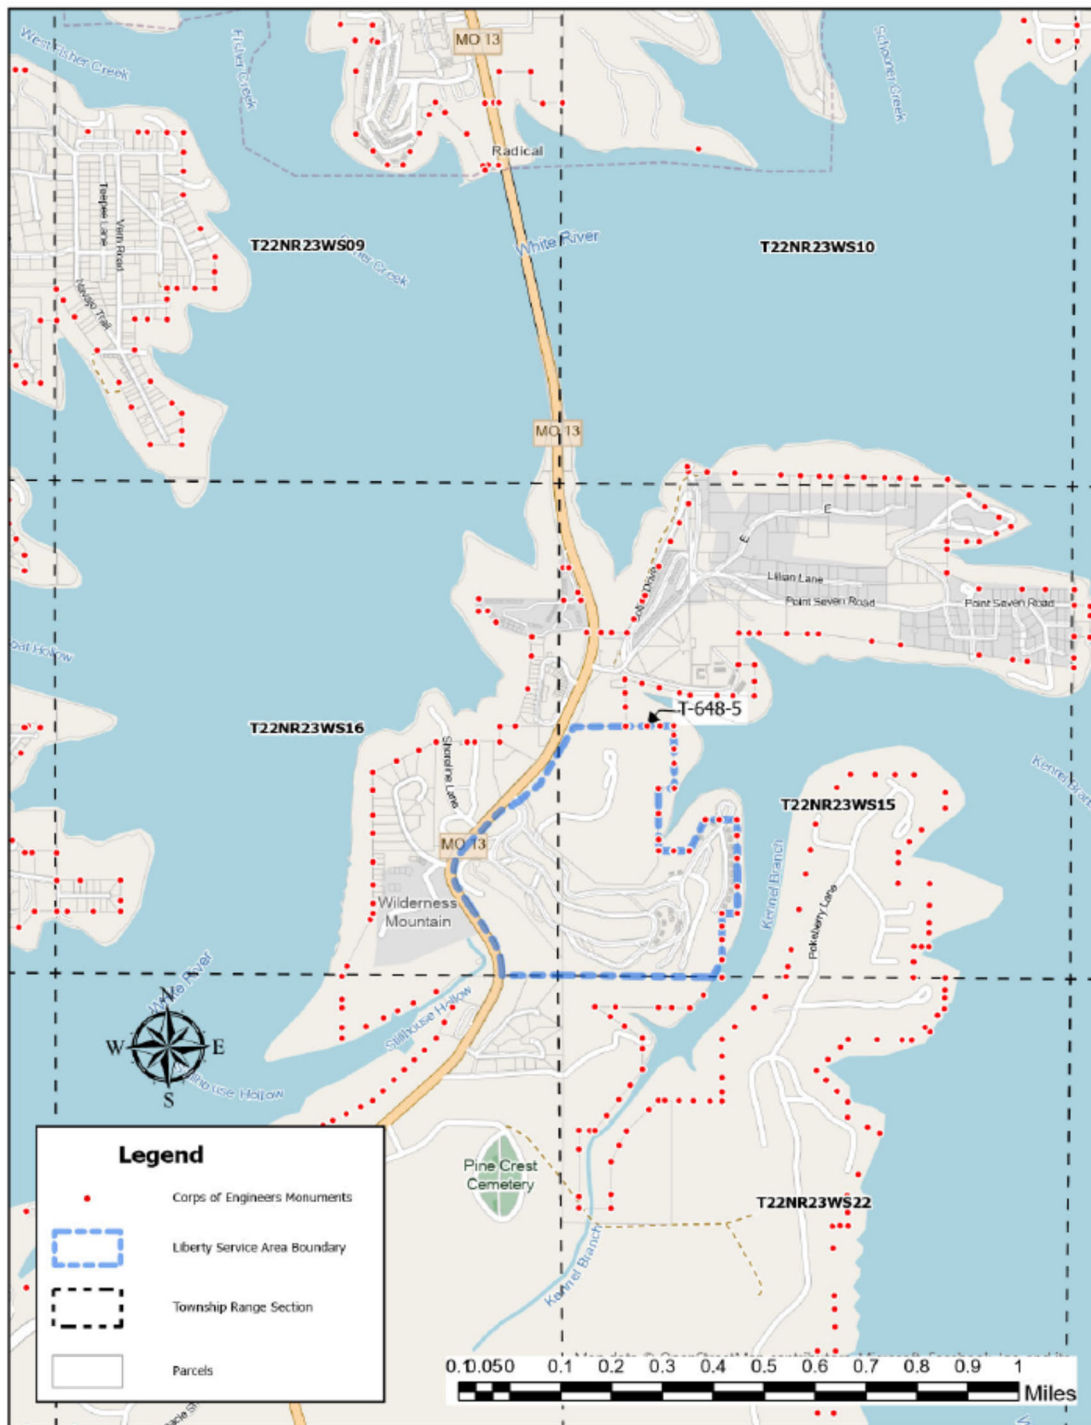 MO 13
West Fisher Creek
Fisher Creek
Schooner Creek
Radical
Teepee Lane
Vern Road
T22NR23WS09
White River
T22NR23WS10
Navajo Trail
MO 13
E
E
Lillian Lane
Point Seven Road
Point Seven Road
T-648-5
T22NR23WS16
Shoreline Lane
T22NR23WS15
MO 13
Kennel Branch
Wilderness
Mountain
Pokeberry Lane
White River
N
W E
S
Stillhouse Hollow
Pine Crest
Cemetery
T22NR23WS22
Kennel Branch
Legend
Corps of Engineers Monuments
Liberty Service Area Boundary
Township Range Section
Parcels
0.1 0.05 0 0.1 0.2 0.3 0.4 0.5 0.6 0.7 0.8 0.9 1
Miles